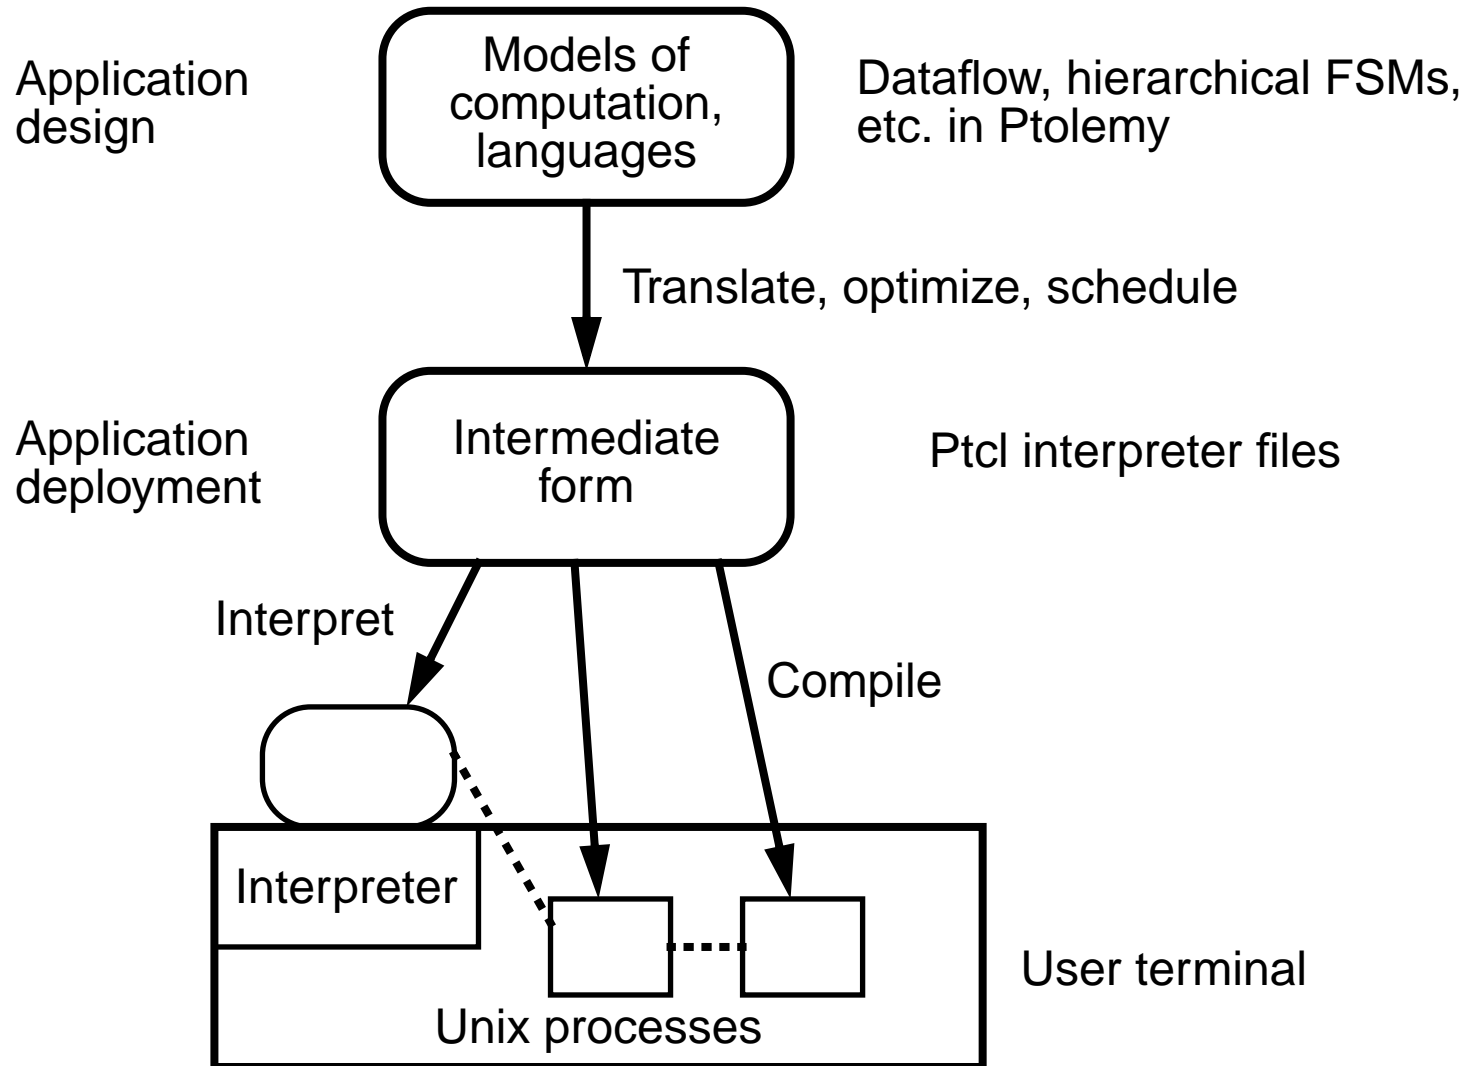 Application
design
Models of
computation,
languages
Dataflow, hierarchical FSMs,
etc. in Ptolemy
Translate, optimize, schedule
Application
deployment
Intermediate
form
Ptcl interpreter files
Interpret
Compile
Interpreter
User terminal
Unix processes